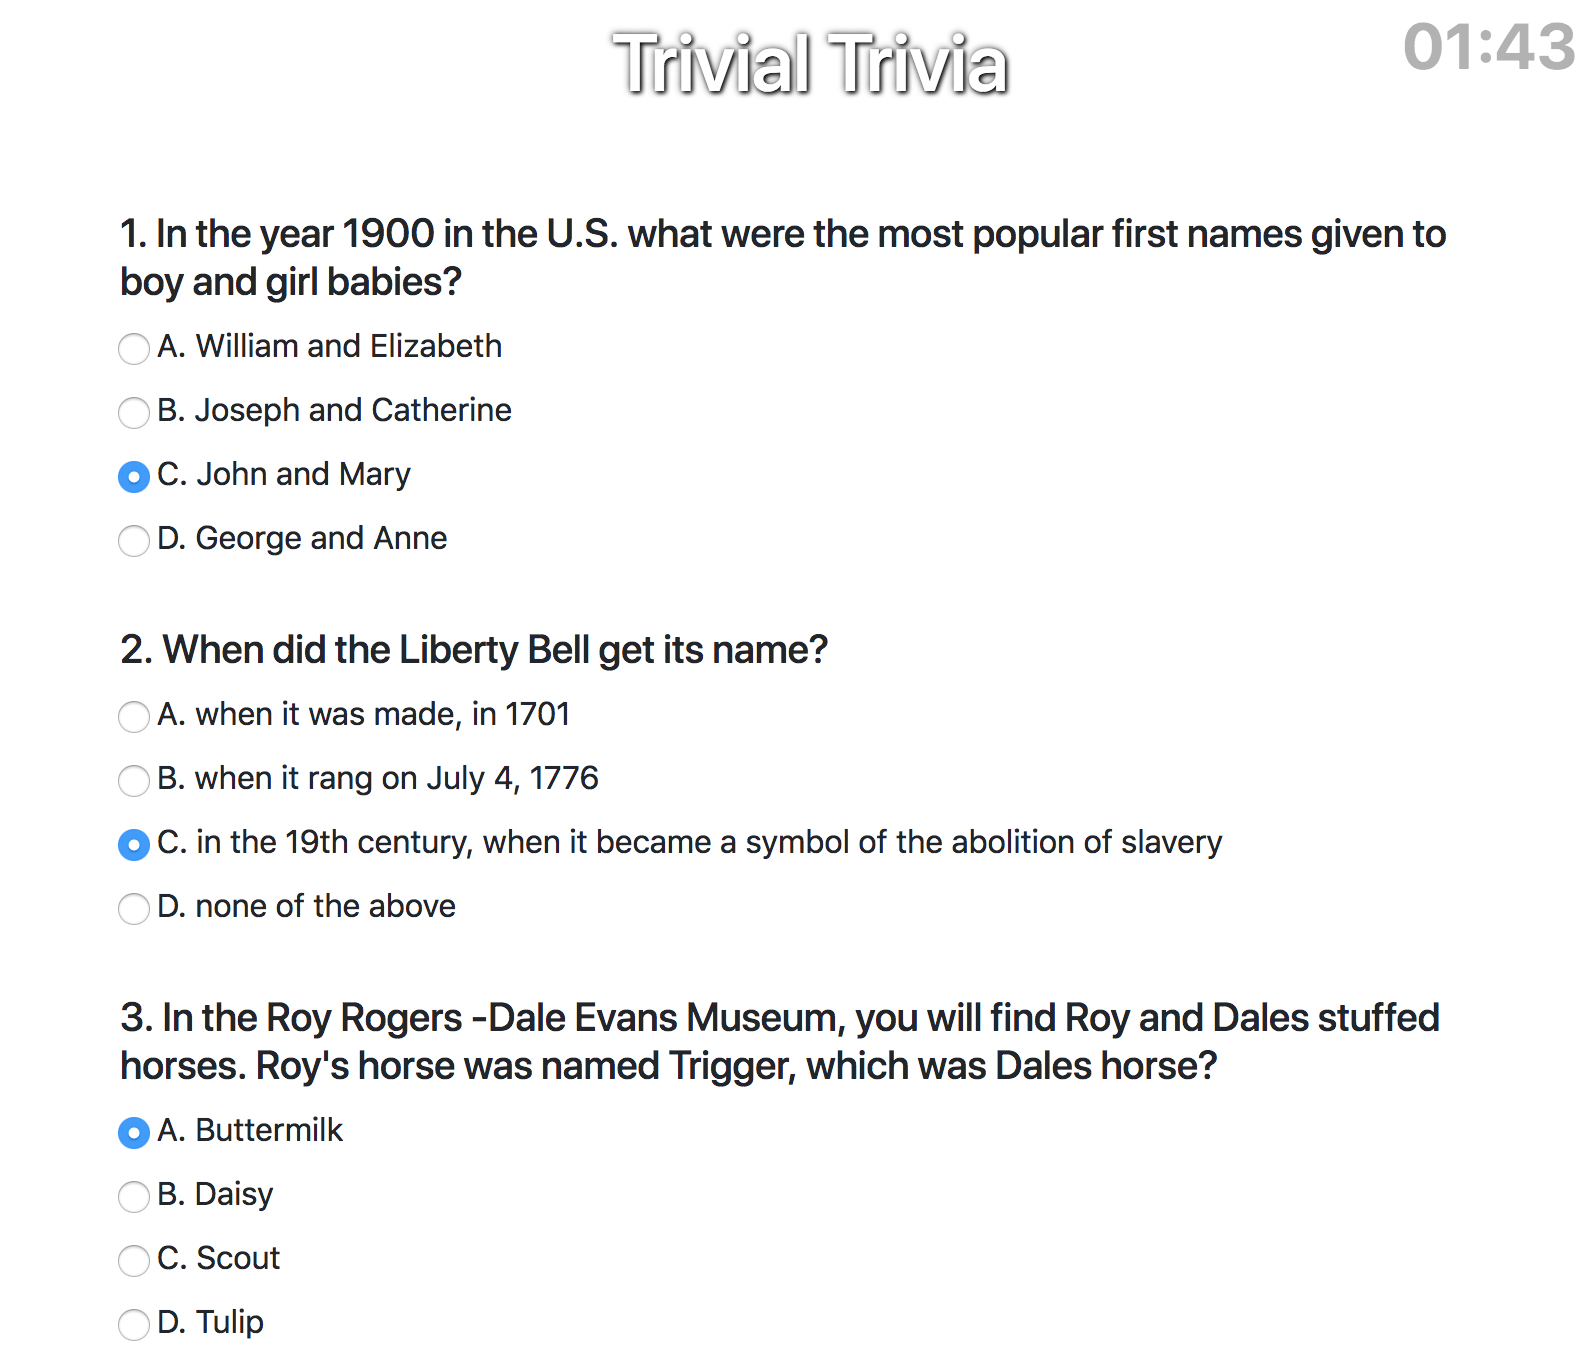 Trivial Trivia
01:43
1. In the year 1900 in the U.S. what were the most popular first names given to
boy and girl babies?
A. William and Elizabeth
B. Joseph and Catherine
C. John and Mary
D. George and Anne
2. When did the Liberty Bell get its name?
A. when it was made, in 1701
B. when it rang on July 4, 1776
C. in the 19th century, when it became a symbol of the abolition of slavery
D. none of the above
3. In the Roy Rogers -Dale Evans Museum, you will find Roy and Dales stuffed
horses. Roy's horse was named Trigger, which was Dales horse?
A. Buttermilk
B. Daisy
C. Scout
D. Tulip